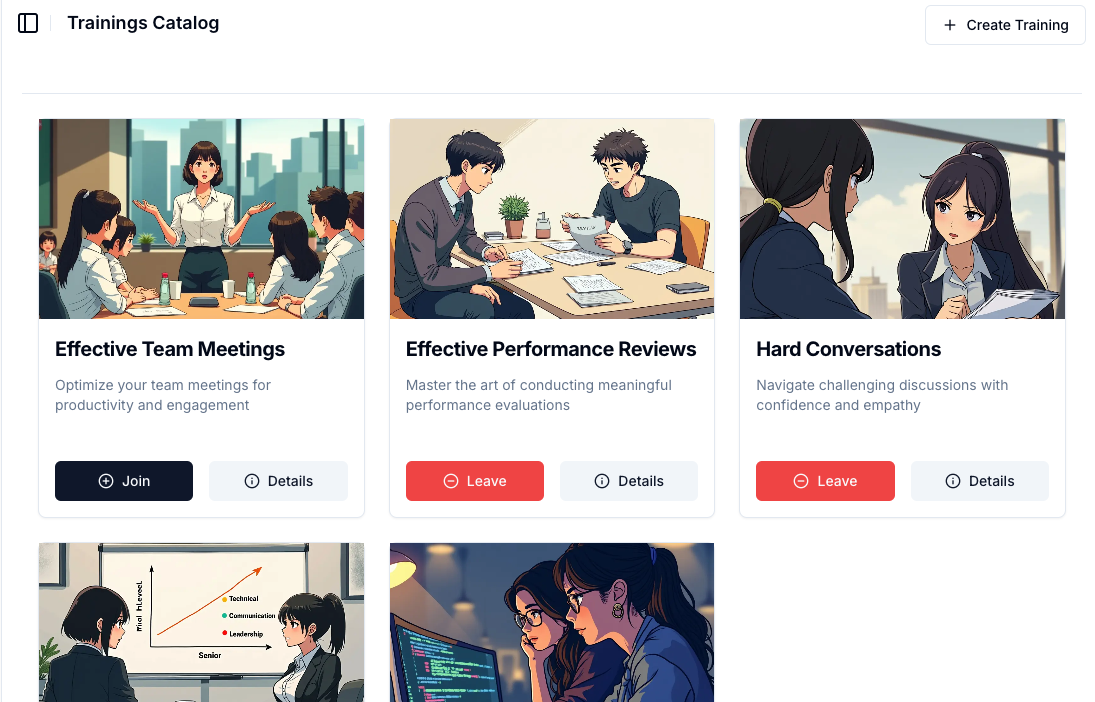 Trainings Catalog
Create Training
Effective Team Meetings
Optimize your team meetings for
productivity and engagement
Join
Details
Effective Performance Reviews
Master the art of conducting meaningful
performance evaluations
Leave
Details
Hard Conversations
Navigate challenging discussions with
confidence and empathy
Leave
Details
Technical
Communication
Leadership
Senior